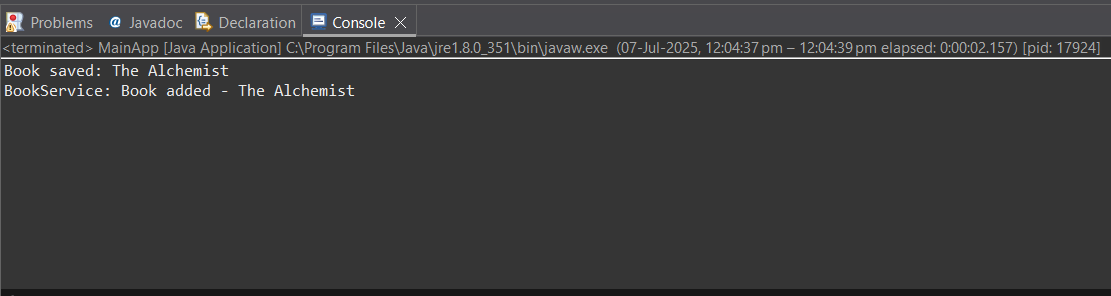 Problems @ Javadoc Declaration Console
<terminated> MainApp [Java Application] C:\Program Files\Java\jre1.8.0_351\bin\javaw.exe (07-Jul-2025, 12:04:37 pm – 12:04:39 pm elapsed: 0:00:02.157) [pid: 17924]
Book saved: The Alchemist
BookService: Book added - The Alchemist